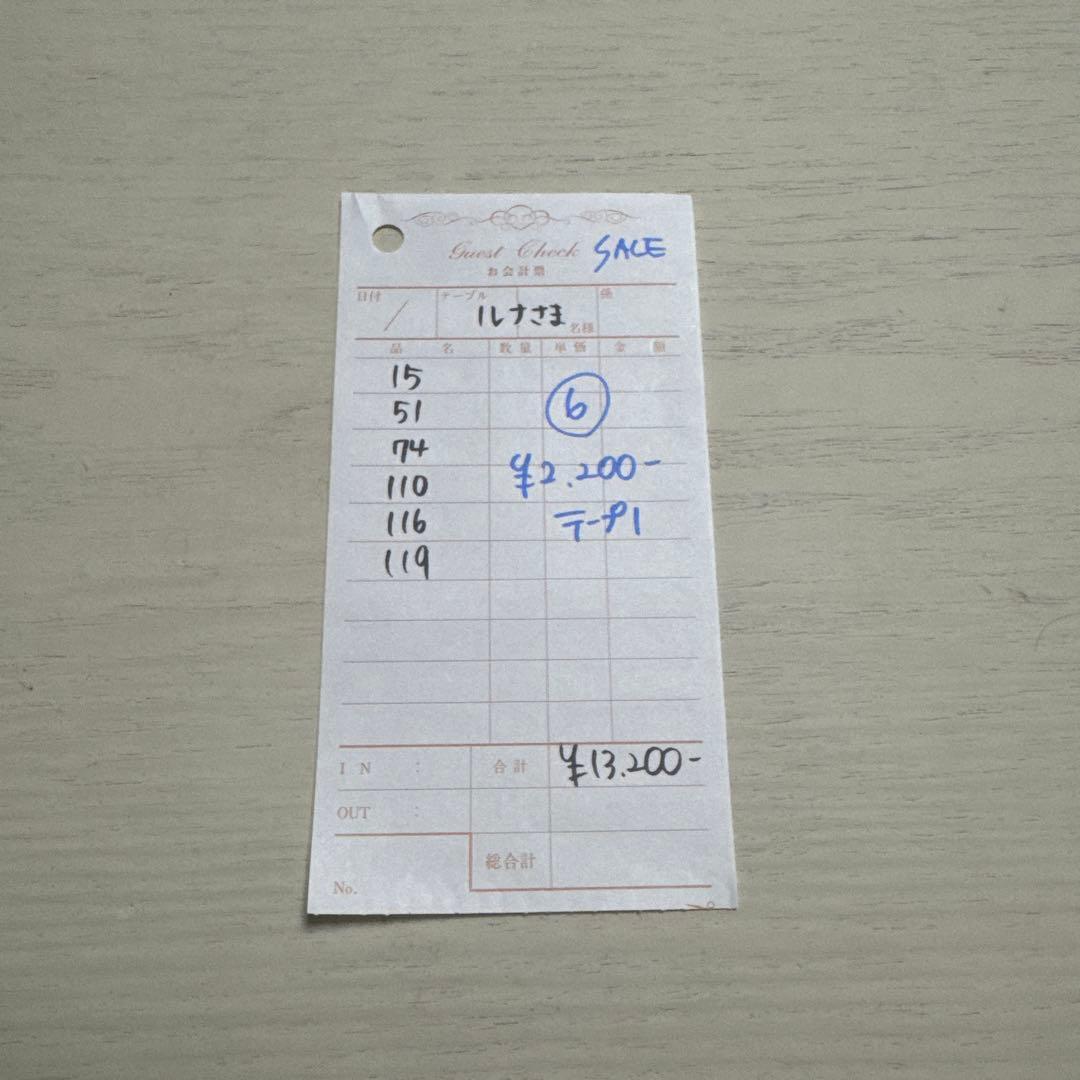 Guest Check SALE
お会計票
日付 テーブル 係
/ ルナさま 名様
品名 数量 単価 金額
15
51 6
74
110 ¥2.200-
116 テープ1
119
IN : 合計 ¥13.200-
OUT :
総合計
No.